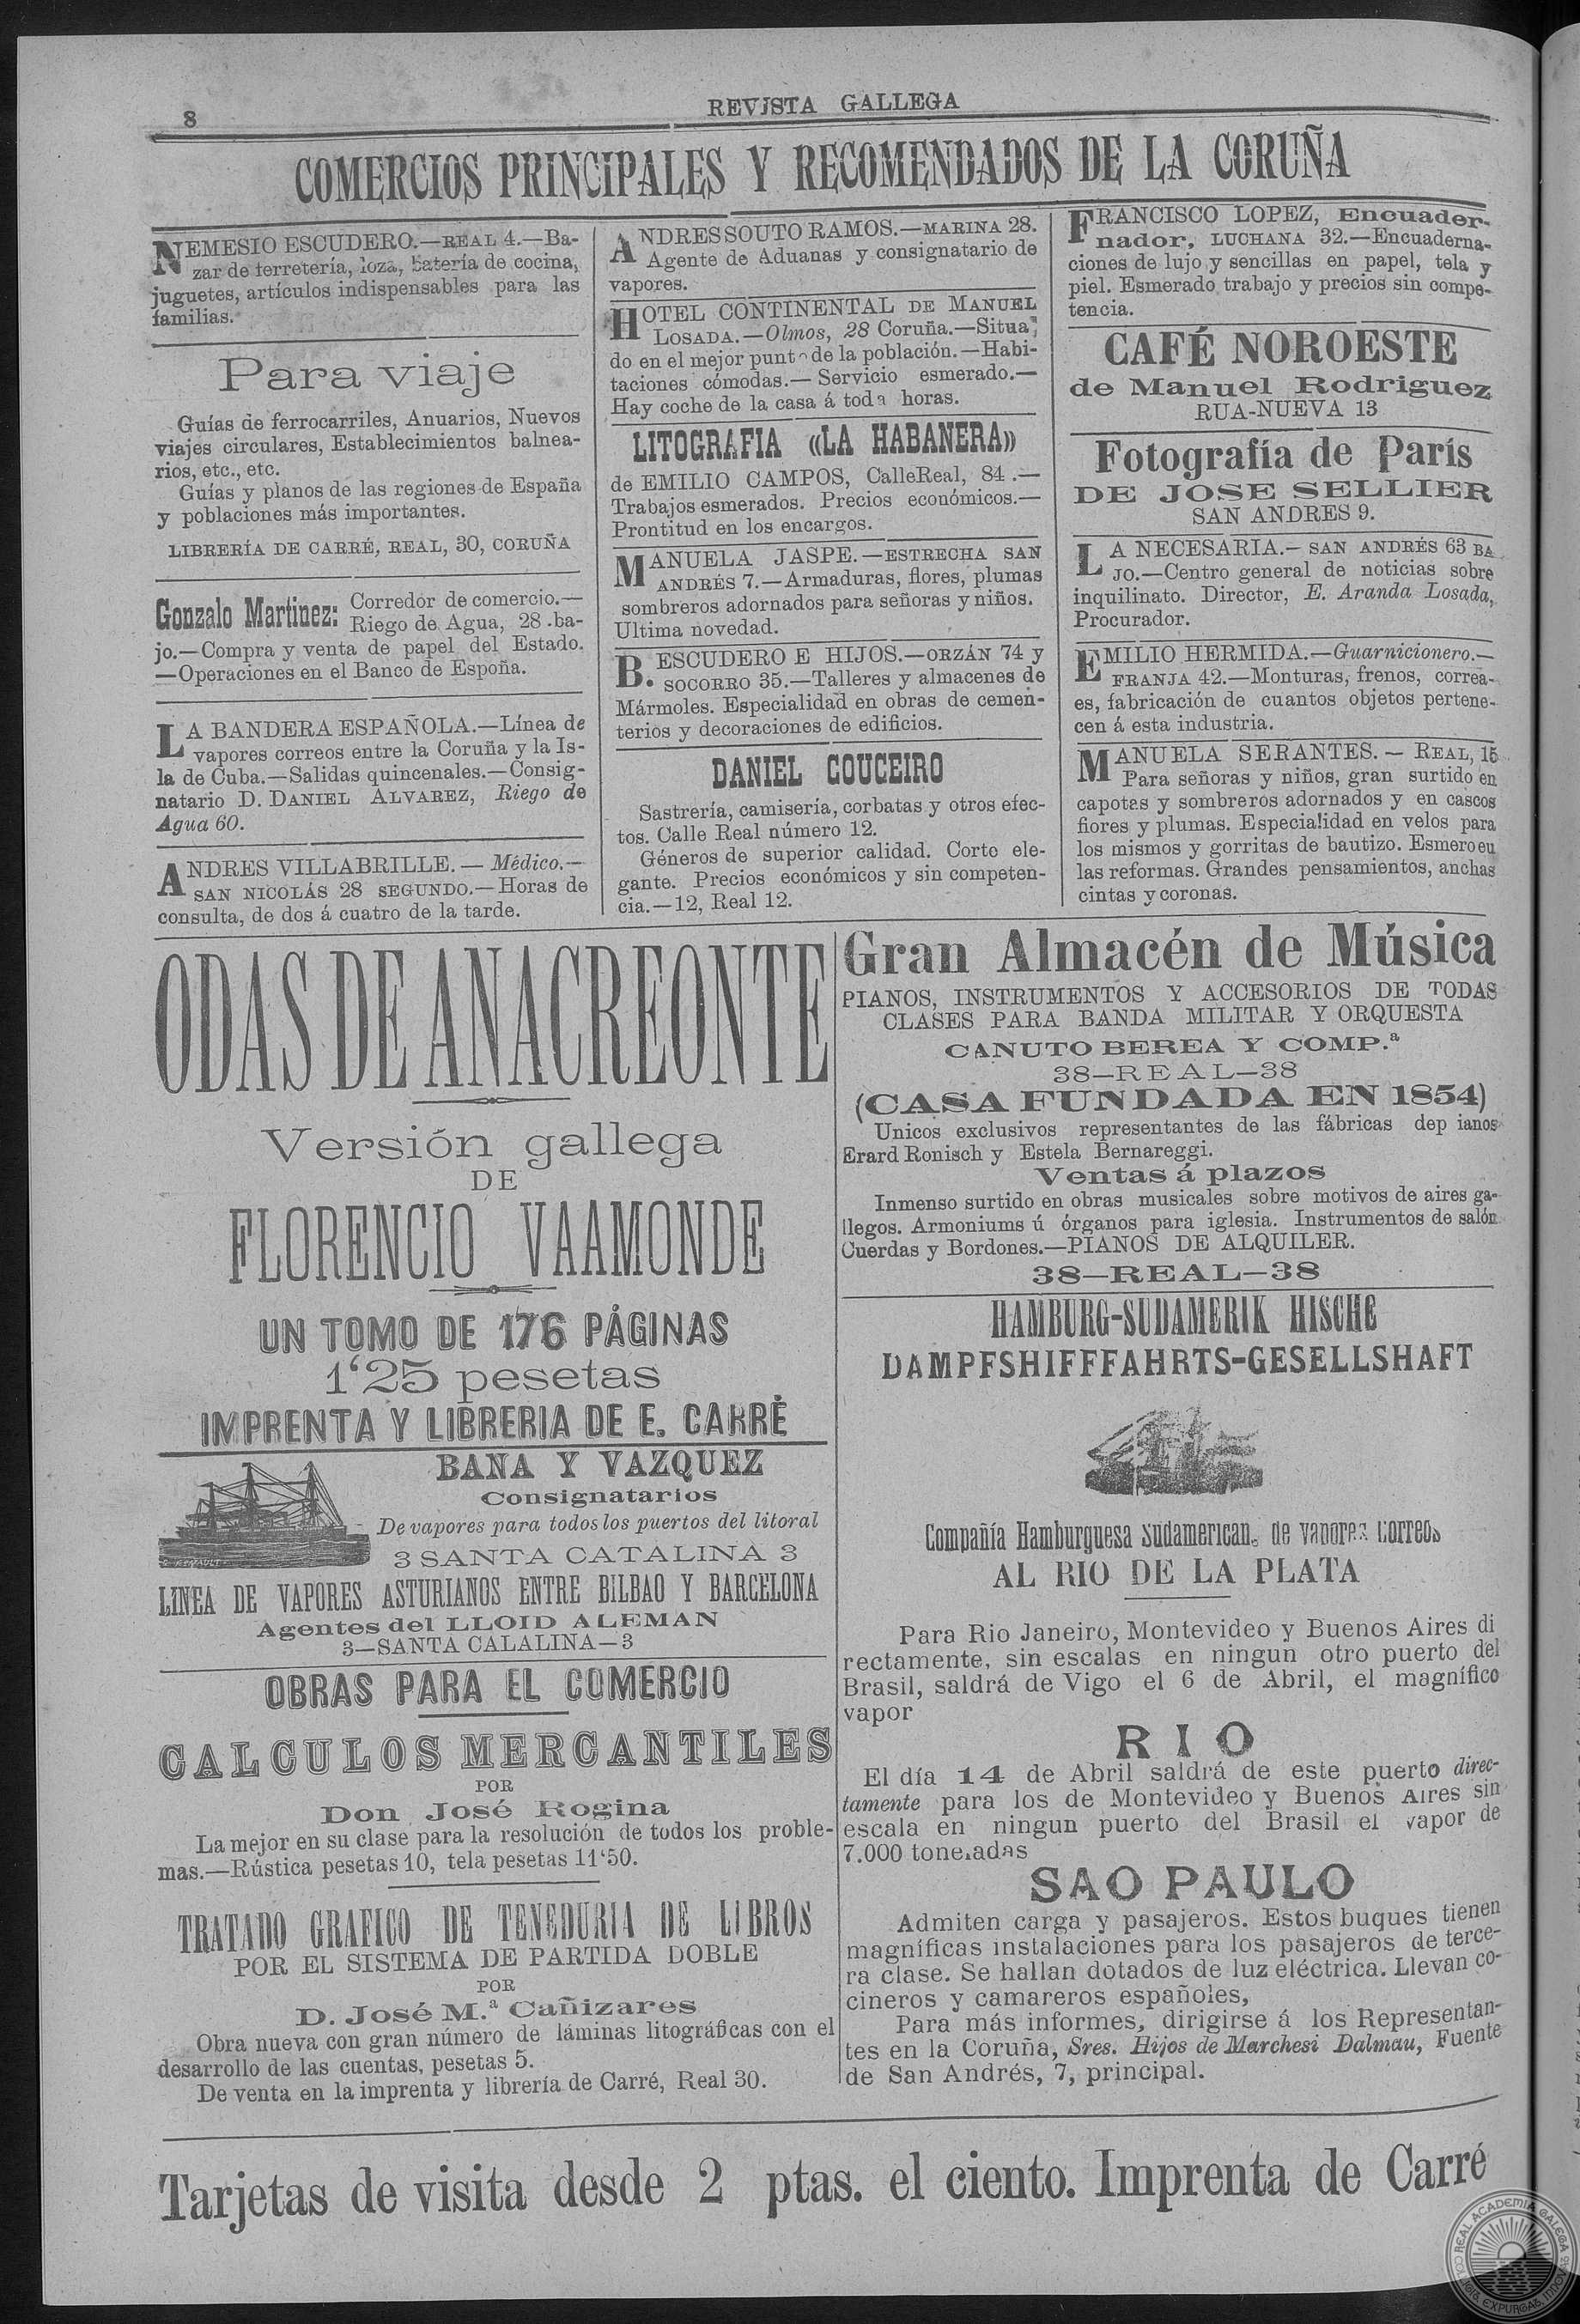 8
REVISTA GALLEGA
COMERCIOS PRINCIPALES Y RECOMENDADOS DE LA CORUÑA
NEMESIO ESCUDERO.—REAL 4.—Ba-
zar de ferretería, loza, batería de cocina,
juguetes, artículos indispensables para las
familias.
Para viaje
Guías de ferrocarriles, Anuarios, Nuevos
viajes circulares, Establecimientos balnea-
rios, etc., etc.
Guías y planos de las regiones de España
y poblaciones más importantes.
LIBRERÍA DE CARRÉ, REAL, 30, CORUÑA
Gonzalo Martinez: Corredor de comercio.—
Riego de Agua, 28 .ba-
jo.—Compra y venta de papel del Estado.
—Operaciones en el Banco de Espoña.
LA BANDERA ESPAÑOLA.—Línea de
vapores correos entre la Coruña y la Is-
la de Cuba.—Salidas quincenales.—Consig-
natario D. DANIEL ALVAREZ, Riego de
Agua 60.
ANDRES VILLABRILLE. — Médico.—
SAN NICOLÁS 28 SEGUNDO.—Horas de
consulta, de dos á cuatro de la tarde.
ANDRES SOUTO RAMOS.—MARINA 28.
Agente de Aduanas y consignatario de
vapores.
HOTEL CONTINENTAL DE MANUEL
LOSADA.—Olmos, 28 Coruña.—Situa
do en el mejor punto de la población.—Habi-
taciones cómodas.— Servicio esmerado.—
Hay coche de la casa á toda horas.
LITOGRAFIA «LA HABANERA»
de EMILIO CAMPOS, CalleReal, 84 .—
Trabajos esmerados. Precios económicos.—
Prontitud en los encargos.
MANUELA JASPE.—ESTRECHA SAN
ANDRÉS 7.—Armaduras, flores, plumas
sombreros adornados para señoras y niños.
Ultima novedad.
B. ESCUDERO E HIJOS.—ORZÁN 74 y
SOCORRO 35.—Talleres y almacenes de
Mármoles. Especialidad en obras de cemen-
terios y decoraciones de edificios.
DANIEL COUCEIRO
Sastrería, camisería, corbatas y otros efec-
tos. Calle Real número 12.
Géneros de superior calidad. Corto ele-
gante. Precios económicos y sin competen-
cia.—12, Real 12.
FRANCISCO LOPEZ, Encuader-
nador, LUCHANA 32.—Encuaderna-
ciones de lujo y sencillas en papel, tela y
piel. Esmerado trabajo y precios sin compe-
tencia.
CAFÉ NOROESTE
de Manuel Rodriguez
RUA-NUEVA 13
Fotografía de París
DE JOSE SELLIER
SAN ANDRES 9.
LA NECESARIA.— SAN ANDRÉS 63 BA
JO.—Centro general de noticias sobre
inquilinato. Director, E. Aranda Losada,
Procurador.
EMILIO HERMIDA.—Guarnicionero.—
FRANJA 42.—Monturas, frenos, correa-
es, fabricación de cuantos objetos pertene-
cen á esta industria.
MANUELA SERANTES. — REAL, 15
Para señoras y niños, gran surtido en
capotas y sombreros adornados y en cascos
flores y plumas. Especialidad en velos para
los mismos y gorritas de bautizo. Esmero eu
las reformas. Grandes pensamientos, anchas
cintas y coronas.
ODAS DE ANACREONTE
Versión gallega
DE
FLORENCIO VAAMONDE
UN TOMO DE 176 PÁGINAS
1'25 pesetas
IMPRENTA Y LIBRERIA DE E. CARRÉ
BAÑA Y VAZQUEZ
Consignatarios
De vapores para todos los puertos del litoral
3 SANTA CATALINA 3
LINEA DE VAPORES ASTURIANOS ENTRE BILBAO Y BARCELONA
Agentes del LLOID ALEMAN
3—SANTA CALALINA—3
OBRAS PARA EL COMERCIO
CALCULOS MERCANTILES
POR
Don José Rogina
La mejor en su clase para la resolución de todos los proble-
mas.—Rústica pesetas 10, tela pesetas 11'50.
TRATADO GRAFICO DE TENEDURIA DE LIBROS
POR EL SISTEMA DE PARTIDA DOBLE
POR
D. José M.ª Cañizares
Obra nueva con gran número de láminas litográficas con el
desarrollo de las cuentas, pesetas 5.
De venta en la imprenta y librería de Carré, Real 30.
Gran Almacén de Música
PIANOS, INSTRUMENTOS Y ACCESORIOS DE TODAS
CLASES PARA BANDA MILITAR Y ORQUESTA
CANUTO BEREA Y COMP.ª
38—REAL—38
(CASA FUNDADA EN 1854)
Unicos exclusivos representantes de las fábricas dep ianos
Erard Ronisch y Estela Bernareggi.
Ventas á plazos
Inmenso surtido en obras musicales sobre motivos de aires ga-
llegos. Armoniums ú órganos para iglesia. Instrumentos de salón
Cuerdas y Bordones.—PIANOS DE ALQUILER.
38—REAL—38
HAMBURG-SUDAMERIK HISCHE
DAMPFSHIFFFAHRTS-GESELLSHAFT
Compañía Hamburguesa Sudamerican. de vapores Correos
AL RIO DE LA PLATA
Para Rio Janeiro, Montevideo y Buenos Aires di
rectamente, sin escalas en ningun otro puerto del
Brasil, saldrá de Vigo el 6 de Abril, el magnífico
vapor
RIO
El día 14 de Abril saldrá de este puerto direc-
tamente para los de Montevideo y Buenos Aires sin
escala en ningun puerto del Brasil el vapor de
7.000 toneladas
SAO PAULO
Admiten carga y pasajeros. Estos buques tienen
magníficas instalaciones para los pasajeros de terce-
ra clase. Se hallan dotados de luz eléctrica. Llevan co-
cineros y camareros españoles,
Para más informes, dirigirse á los Representan-
tes en la Coruña, Sres. Hijos de Marchesi Dalmau, Fuente
de San Andrés, 7, principal.
Tarjetas de visita desde 2 ptas. el ciento. Imprenta de Carré
REAL ACADEMIA GALEGA